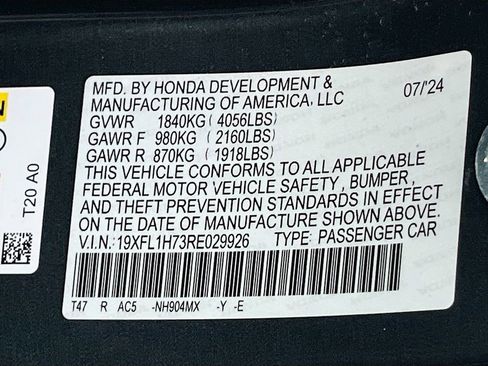 MFD. BY HONDA DEVELOPMENT &
MANUFACTURING OF AMERICA, LLC 07/'24
GVWR 1840KG (4056LBS)
GAWR F 980KG (2160LBS)
GAWR R 870KG (1918LBS)
THIS VEHICLE CONFORMS TO ALL APPLICABLE
FEDERAL MOTOR VEHICLE SAFETY, BUMPER,
AND THEFT PREVENTION STANDARDS IN EFFECT
ON THE DATE OF MANUFACTURE SHOWN ABOVE.
V.I.N: 19XFL1H73RE029926 TYPE: PASSENGER CAR
T47 R AC5 -NH904MX -Y -E
T20 A0